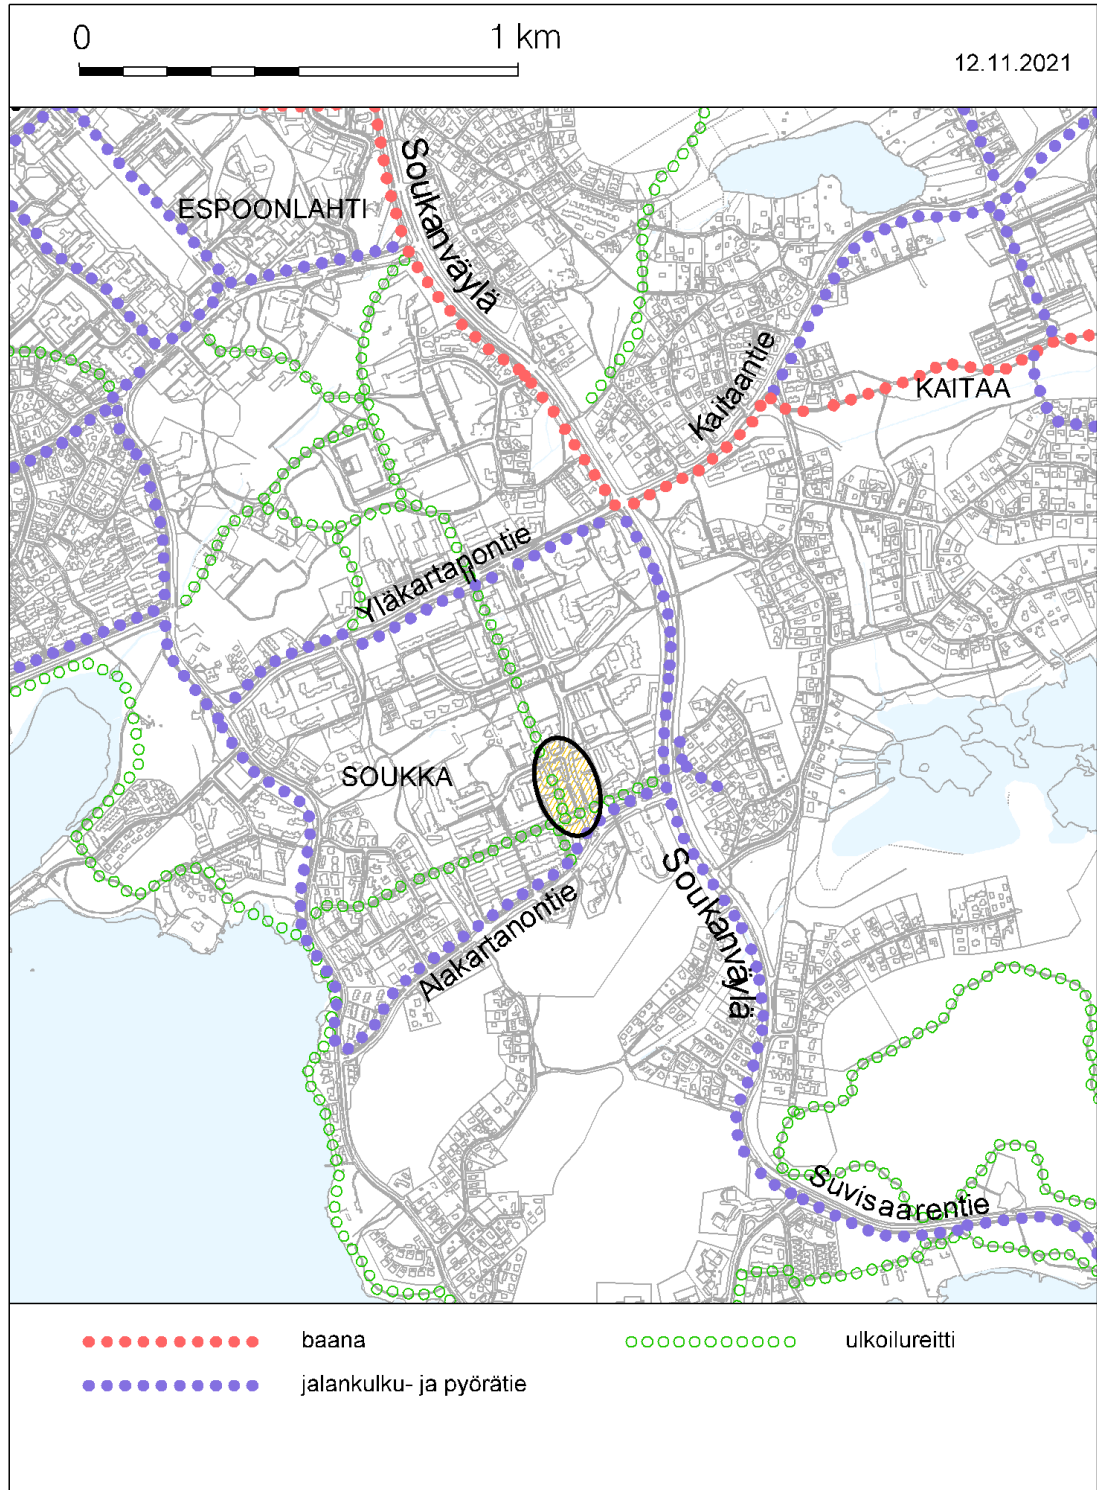 0 1 km
12.11.2021
Soukanväylä
ESPOONLAHTI
Kaitaantie
KAITAA
Yläkartanontie
SOUKKA
Soukanväylä
Alakartanontie
Suvisaarentie
baana
ulkoilureitti
jalankulku- ja pyörätie